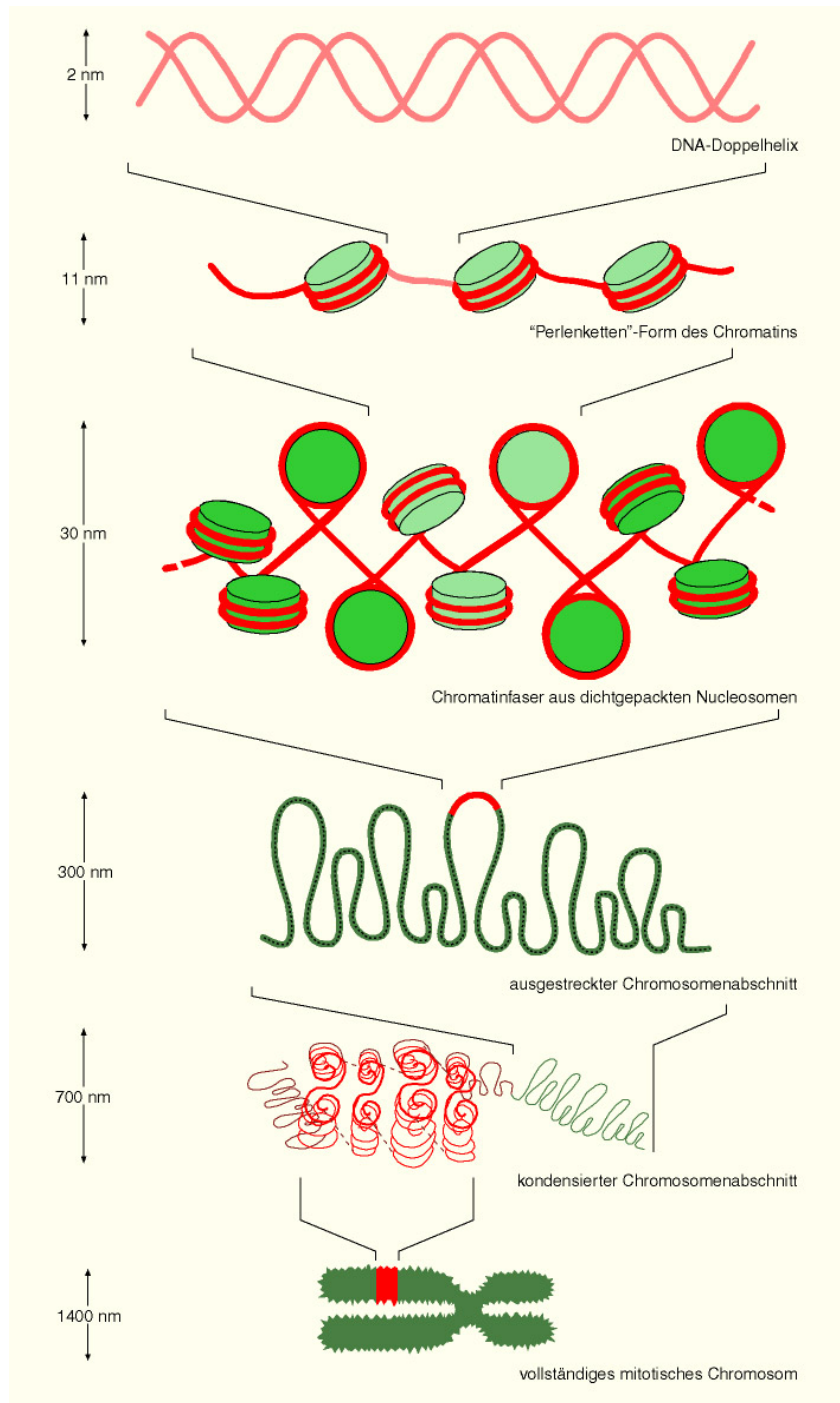 2 nm
DNA-Doppelhelix
11 nm
“Perlenketten”-Form des Chromatins
30 nm
Chromatinfaser aus dichtgepackten Nucleosomen
300 nm
ausgestreckter Chromosomenabschnitt
700 nm
kondensierter Chromosomenabschnitt
1400 nm
vollständiges mitotisches Chromosom